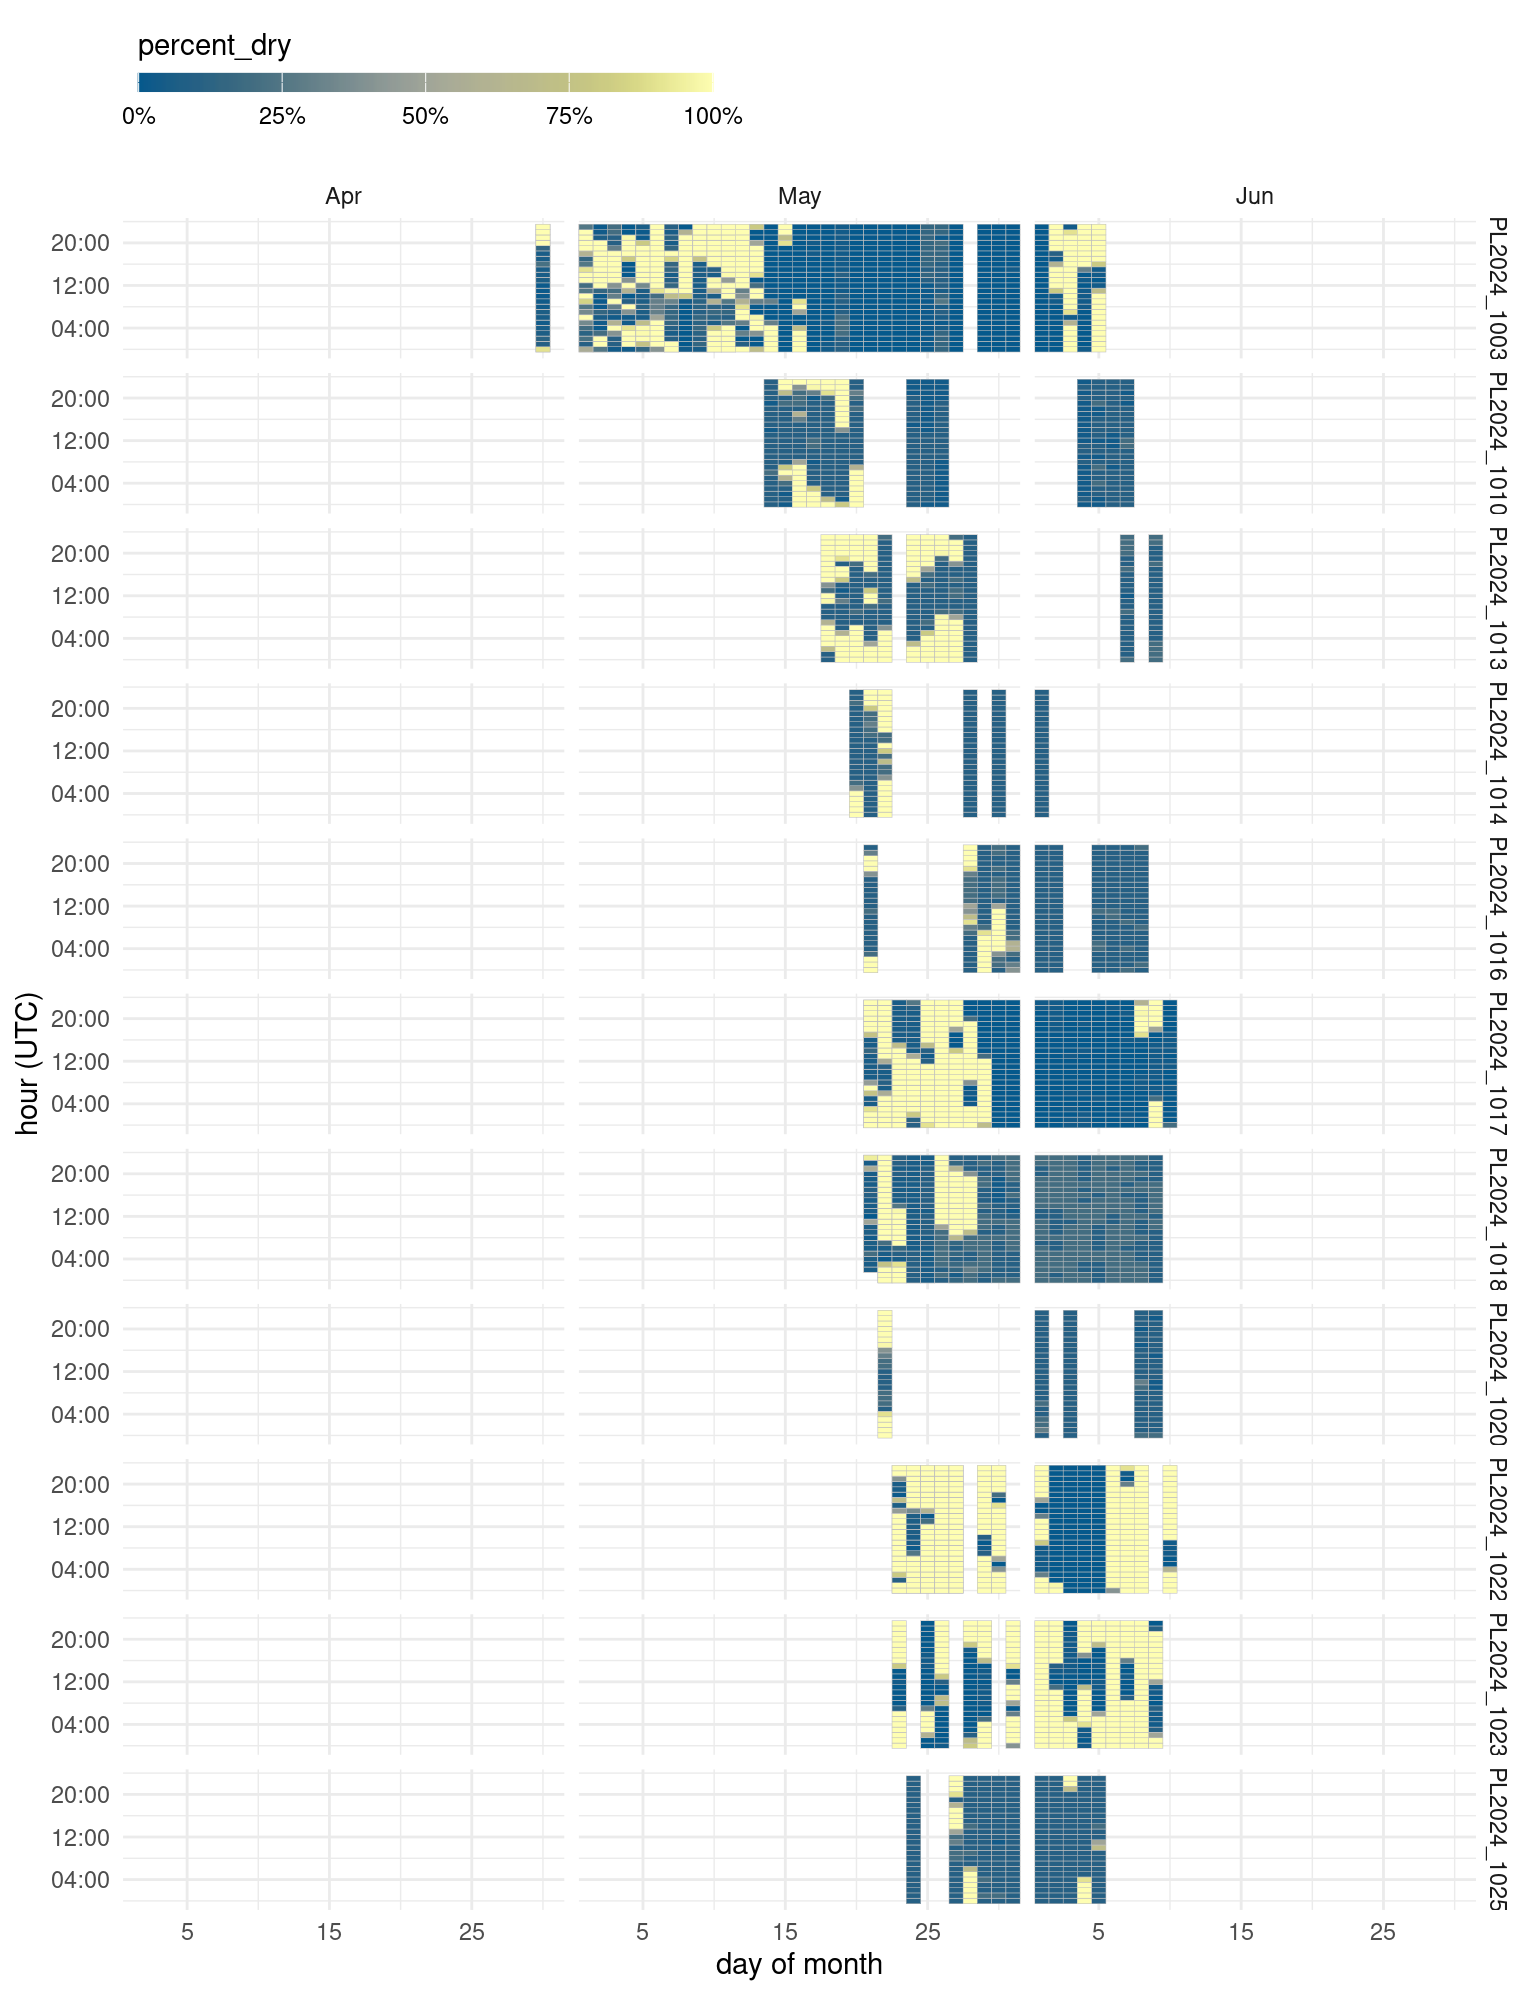 percent_dry
0% 25% 50% 75% 100%
Apr May Jun
20:00
12:00
04:00
PL2024_1003
20:00
12:00
04:00
PL2024_1010
20:00
12:00
04:00
PL2024_1013
20:00
12:00
04:00
PL2024_1014
20:00
12:00
04:00
PL2024_1016
20:00
12:00
04:00
PL2024_1017
20:00
12:00
04:00
PL2024_1018
20:00
12:00
04:00
PL2024_1020
20:00
12:00
04:00
PL2024_1022
20:00
12:00
04:00
PL2024_1023
20:00
12:00
04:00
PL2024_1025
hour (UTC)
5 15 25 5 15 25 5 15 25
day of month